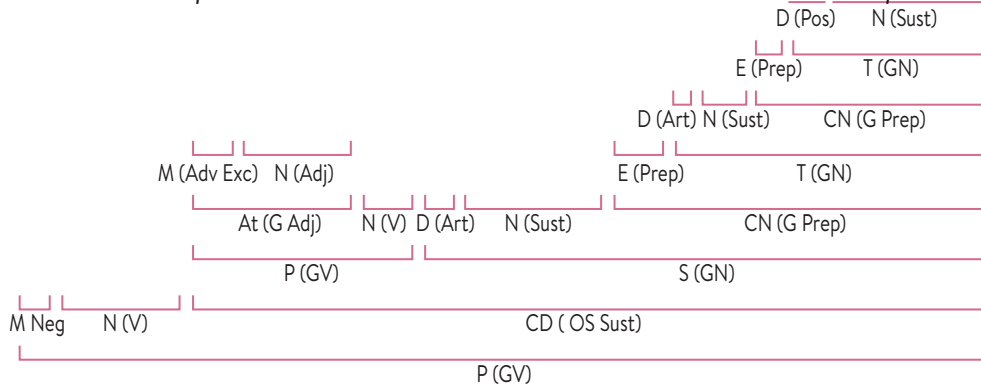 D (Pos) N (Sust)
E (Prep) T (GN)
D (Art) N (Sust) CN (G Prep)
M (Adv Exc) N (Adj) E (Prep) T (GN)
At (G Adj) N (V) D (Art) N (Sust) CN (G Prep)
P (GV) S (GN)
M Neg N (V) CD ( OS Sust)
P (GV)